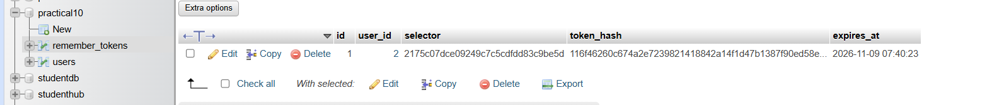 practical10
New
remember_tokens
users
studentdb
studenthub
Extra options
id user_id selector token_hash expires_at
Edit Copy Delete 1 2 2175c07dce09249c7c5cdfdd83c9be5d 116f46260c674a2e7239821418842a14f1d47b1387f90ed58e... 2026-11-09 07:40:23
Check all With selected: Edit Copy Delete Export